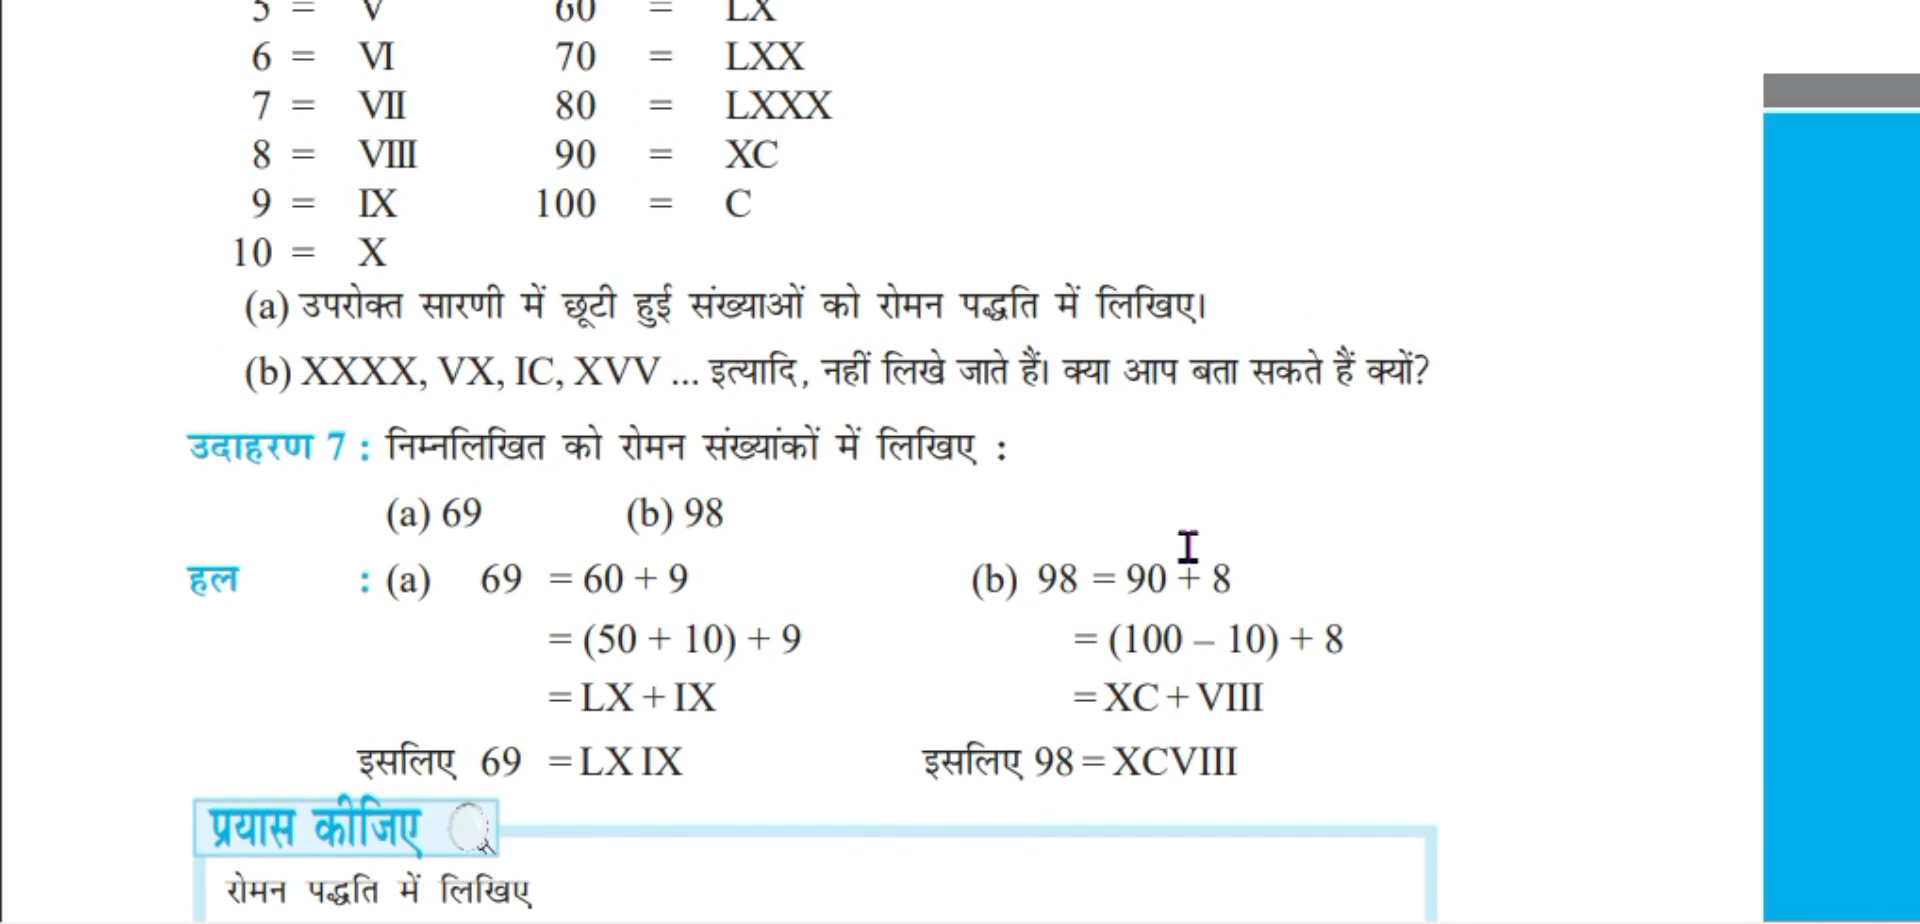 5 = V 60 = LX
6 = VI 70 = LXX
7 = VII 80 = LXXX
8 = VIII 90 = XC
9 = IX 100 = C
10 = X
(a) उपरोक्त सारणी में छूटी हुई संख्याओं को रोमन पद्धति में लिखिए।
(b) XXXX, VX, IC, XVV ... इत्यादि, नहीं लिखे जाते हैं। क्या आप बता सकते हैं क्यों?
उदाहरण 7 : निम्नलिखित को रोमन संख्यांकों में लिखिए :
(a) 69 (b) 98
हल : (a) 69 = 60 + 9 (b) 98 = 90 + 8
= (50 + 10) + 9 = (100 – 10) + 8
= LX + IX = XC + VIII
इसलिए 69 = LX IX इसलिए 98 = XCVIII
प्रयास कीजिए
रोमन पद्धति में लिखिए